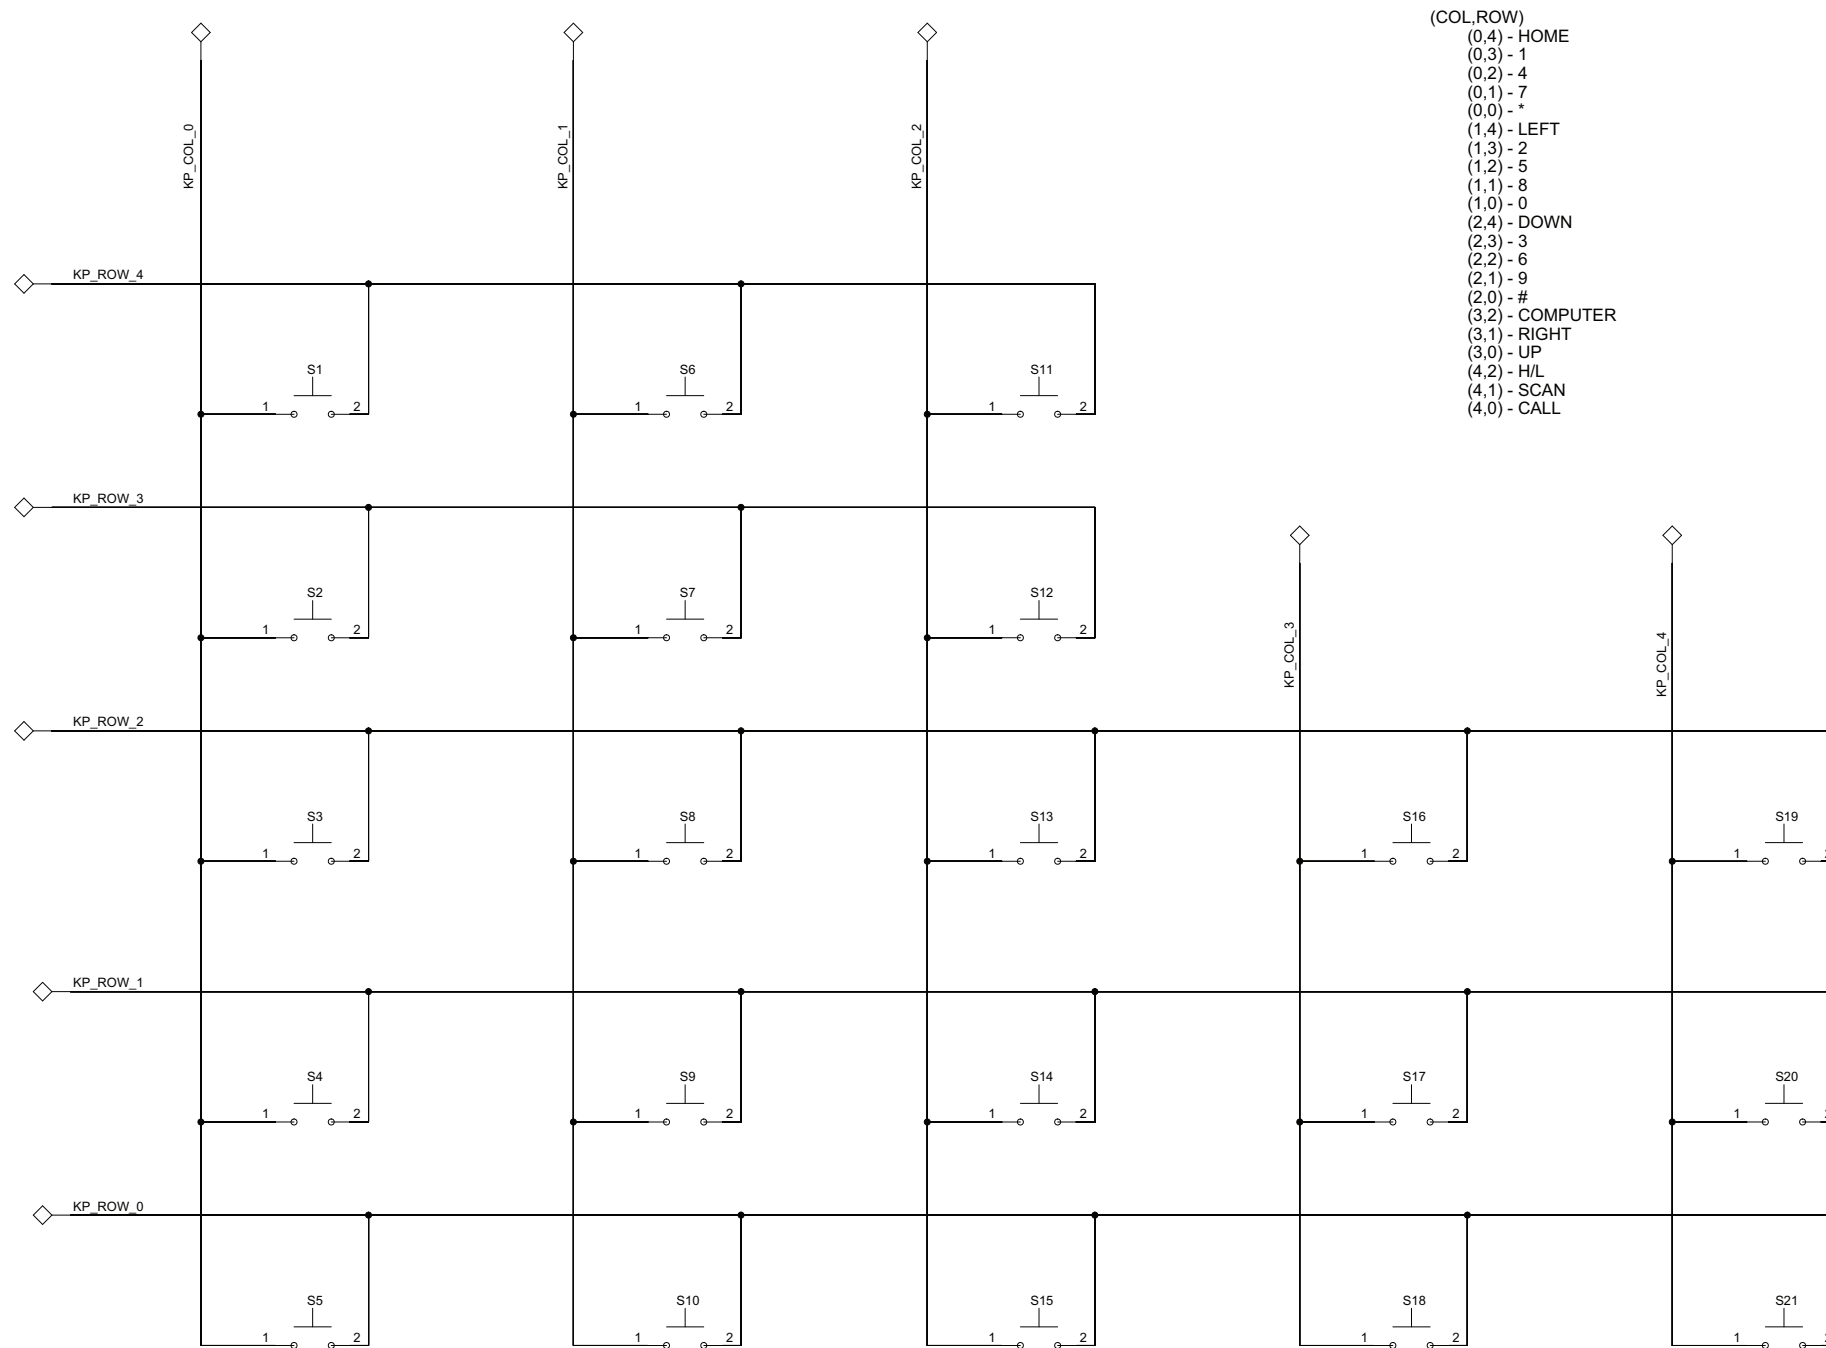 (COL,ROW)
(0,4) - HOME
(0,3) - 1
(0,2) - 4
(0,1) - 7
(0,0) - *
(1,4) - LEFT
(1,3) - 2
(1,2) - 5
(1,1) - 8
(1,0) - 0
(2,4) - DOWN
(2,3) - 3
(2,2) - 6
(2,1) - 9
(2,0) - #
(3,2) - COMPUTER
(3,1) - RIGHT
(3,0) - UP
(4,2) - H/L
(4,1) - SCAN
(4,0) - CALL
KP_COL_0
KP_COL_1
KP_COL_2
KP_ROW_4
S1 S6 S11
1 2 1 2 1 2
KP_ROW_3
S2 S7 S12
1 2 1 2 1 2
KP_COL_3
KP_COL_4
KP_ROW_2
S3 S8 S13 S16 S19
1 2 1 2 1 2 1 2 1
KP_ROW_1
S4 S9 S14 S17 S20
1 2 1 2 1 2 1 2 1
KP_ROW_0
S5 S10 S15 S18 S21
1 2 1 2 1 2 1 2 1